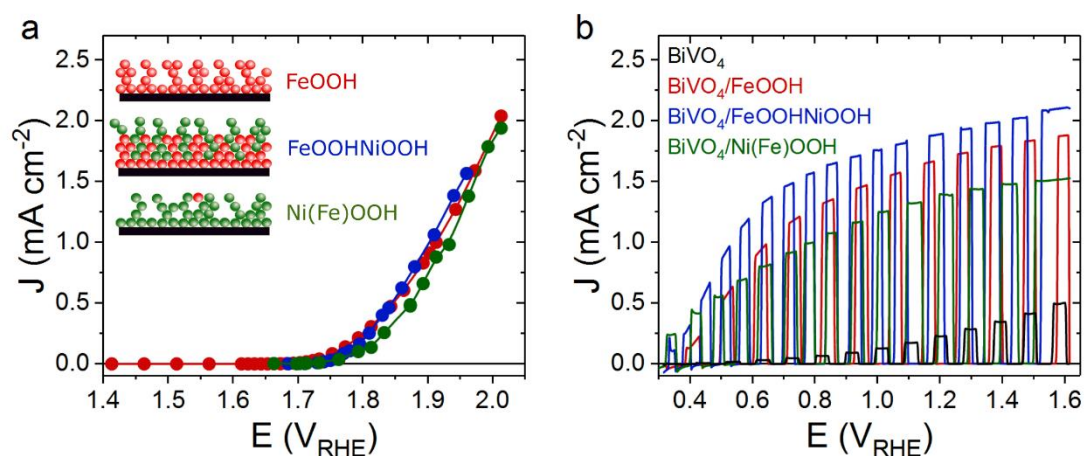 a
2.5
2.0
1.5
1.0
0.5
0.0
J (mA cm⁻²)
FeOOH
FeOOHNiOOH
Ni(Fe)OOH
1.4 1.5 1.6 1.7 1.8 1.9 2.0
E (V_RHE)
b
2.5
2.0
1.5
1.0
0.5
0.0
J (mA cm⁻²)
BiVO₄
BiVO₄/FeOOH
BiVO₄/FeOOHNiOOH
BiVO₄/Ni(Fe)OOH
0.4 0.6 0.8 1.0 1.2 1.4 1.6
E (V_RHE)